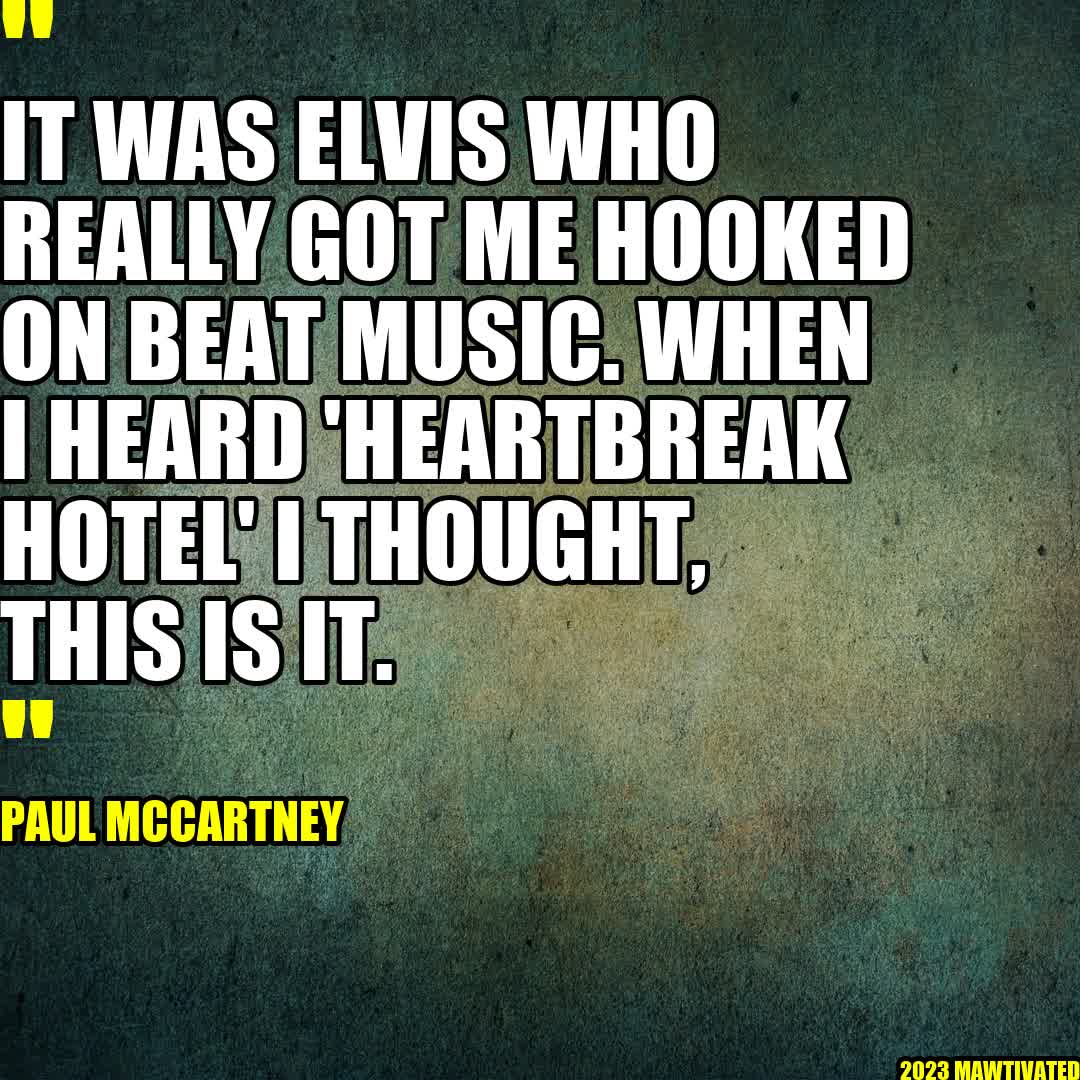 "
IT WAS ELVIS WHO
REALLY GOT ME HOOKED
ON BEAT MUSIC. WHEN
I HEARD 'HEARTBREAK
HOTEL' I THOUGHT,
THIS IS IT.
"
PAUL MCCARTNEY
2023 MAWTIVATED